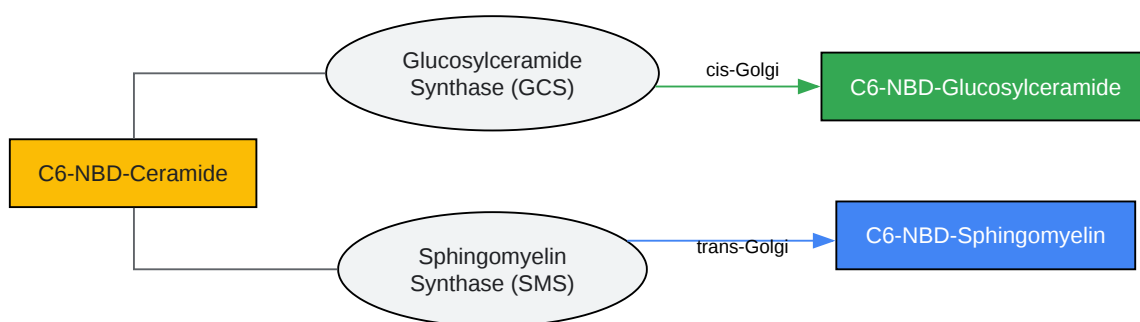 Glucosylceramide
Synthase (GCS)
cis-Golgi
C6-NBD-Glucosylceramide
C6-NBD-Ceramide
Sphingomyelin
Synthase (SMS)
trans-Golgi
C6-NBD-Sphingomyelin